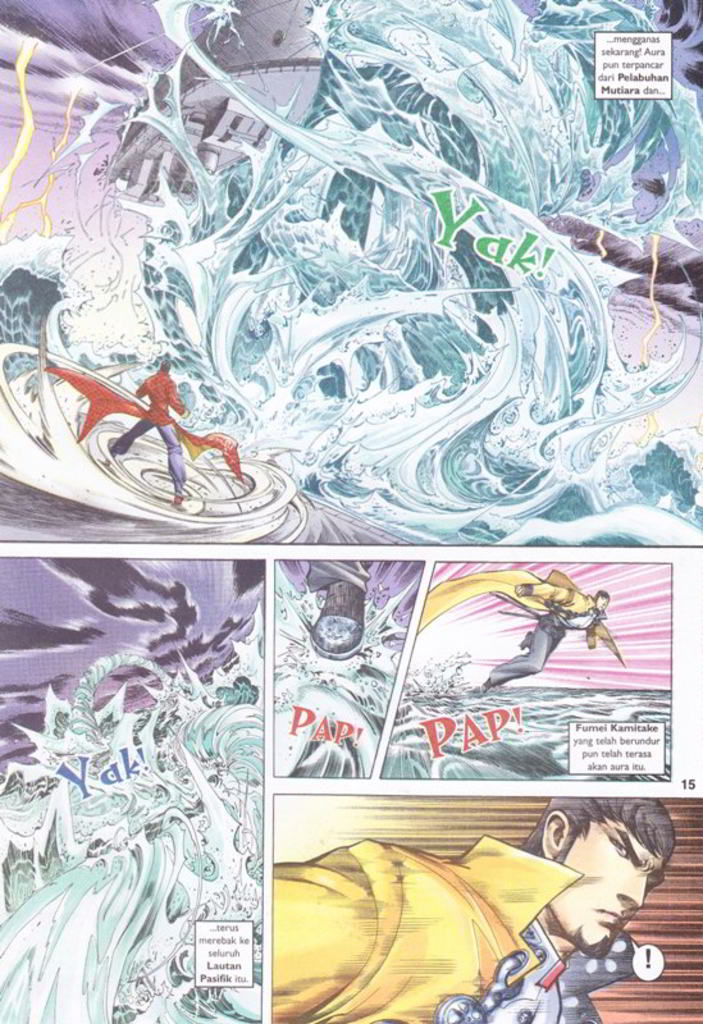 ...mengganas
sekarang! Aura
pun terpancar
dari Pelabuhan
Mutiara dan..
Yak!
Yak!
...terus
merebak ke
seluruh
Lautan
Pasifik itu.
PAP!
PAP!
Fumei Kamitake
yang telah berundur
pun telah terasa
akan aura itu.
15
!